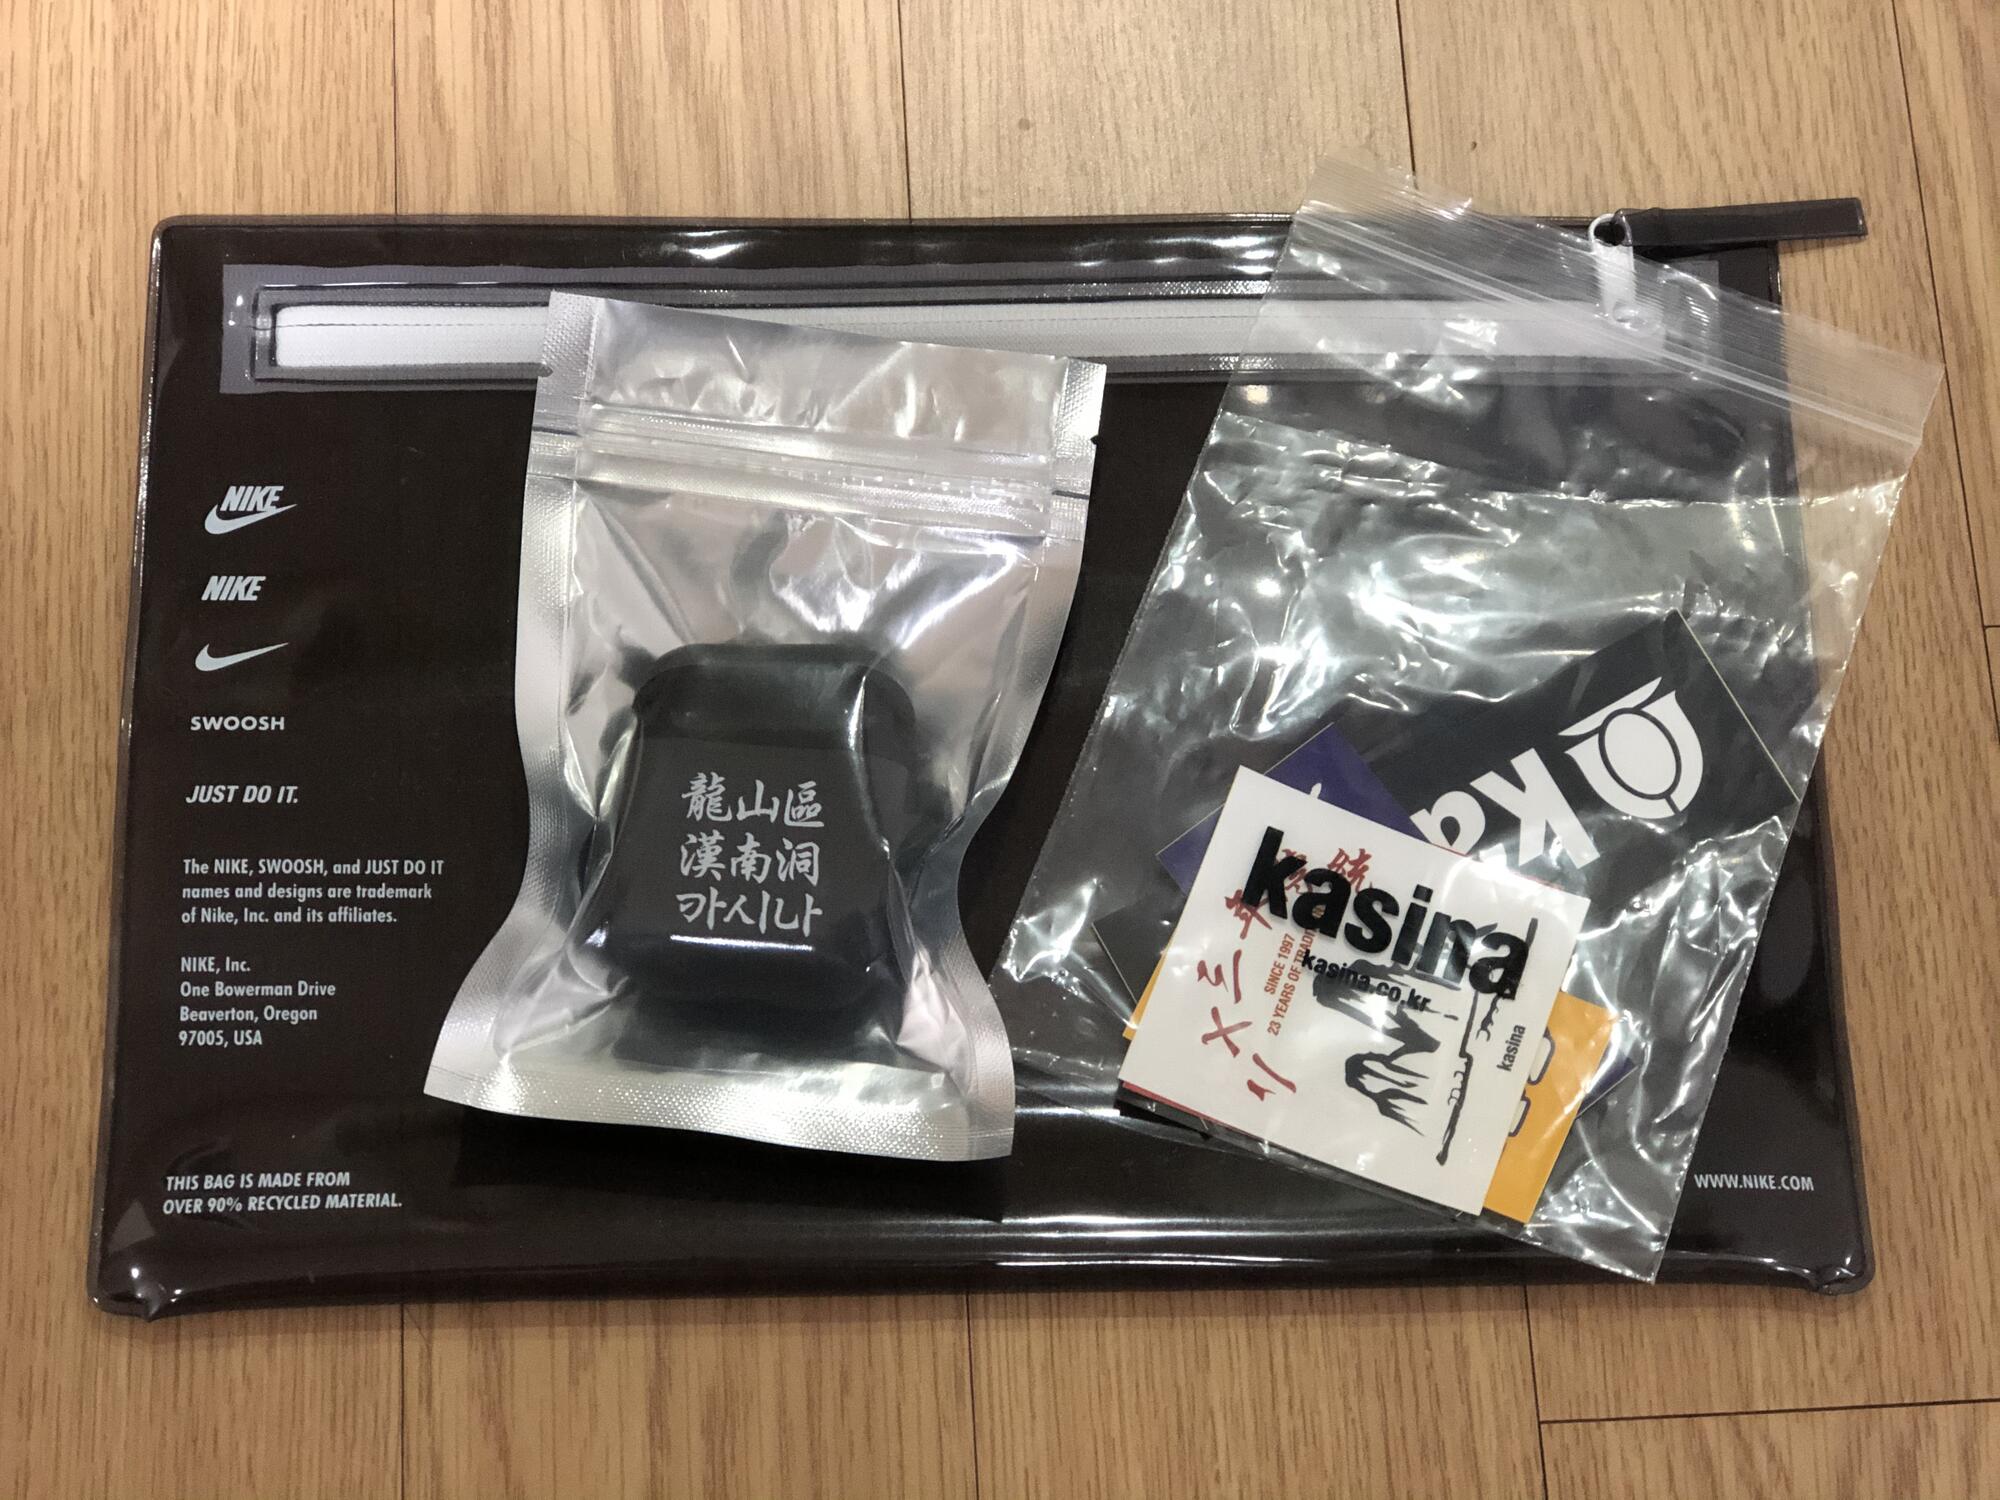 NIKE
NIKE
SWOOSH
JUST DO IT.
The NIKE, SWOOSH, and JUST DO IT
names and designs are trademark
of Nike, Inc. and its affiliates.
NIKE, Inc.
One Bowerman Drive
Beaverton, Oregon
97005, USA
THIS BAG IS MADE FROM
OVER 90% RECYCLED MATERIAL.
龍山區
漢南洞
카시나
Ka
kasina
kasina.co.kr
SINCE 1997
23 YEARS OF
kasina
WWW.NIKE.COM